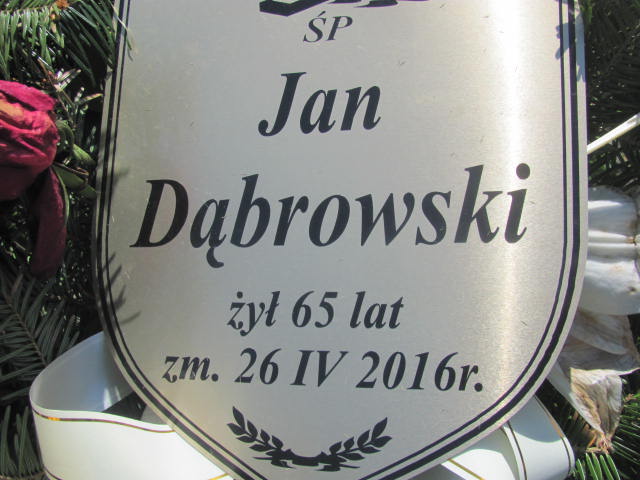 ŚP
Jan
Dąbrowski
żył 65 lat
zm. 26 IV 2016r.